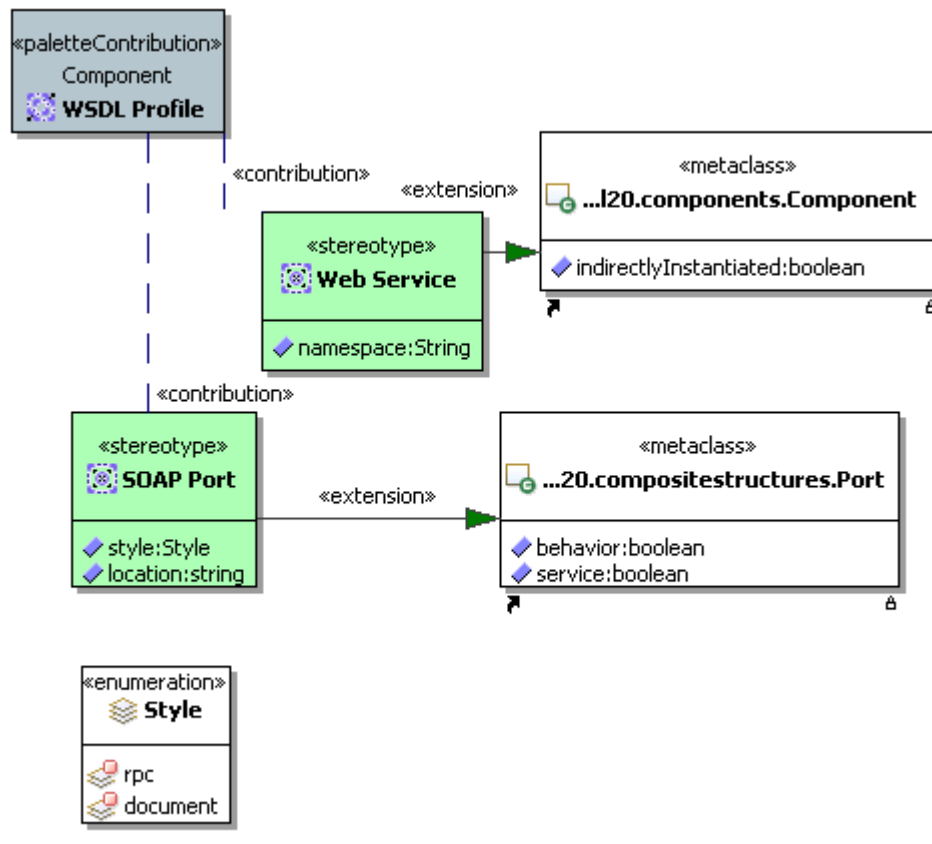 «paletteContribution»
Component
WSDL Profile
«contribution»
«extension»
«metaclass»
...l20.components.Component
indirectlyInstantiated:boolean
«stereotype»
Web Service
namespace:String
«contribution»
«stereotype»
SOAP Port
style:Style
location:string
«extension»
«metaclass»
...20.compositestructures.Port
behavior:boolean
service:boolean
«enumeration»
Style
rpc
document